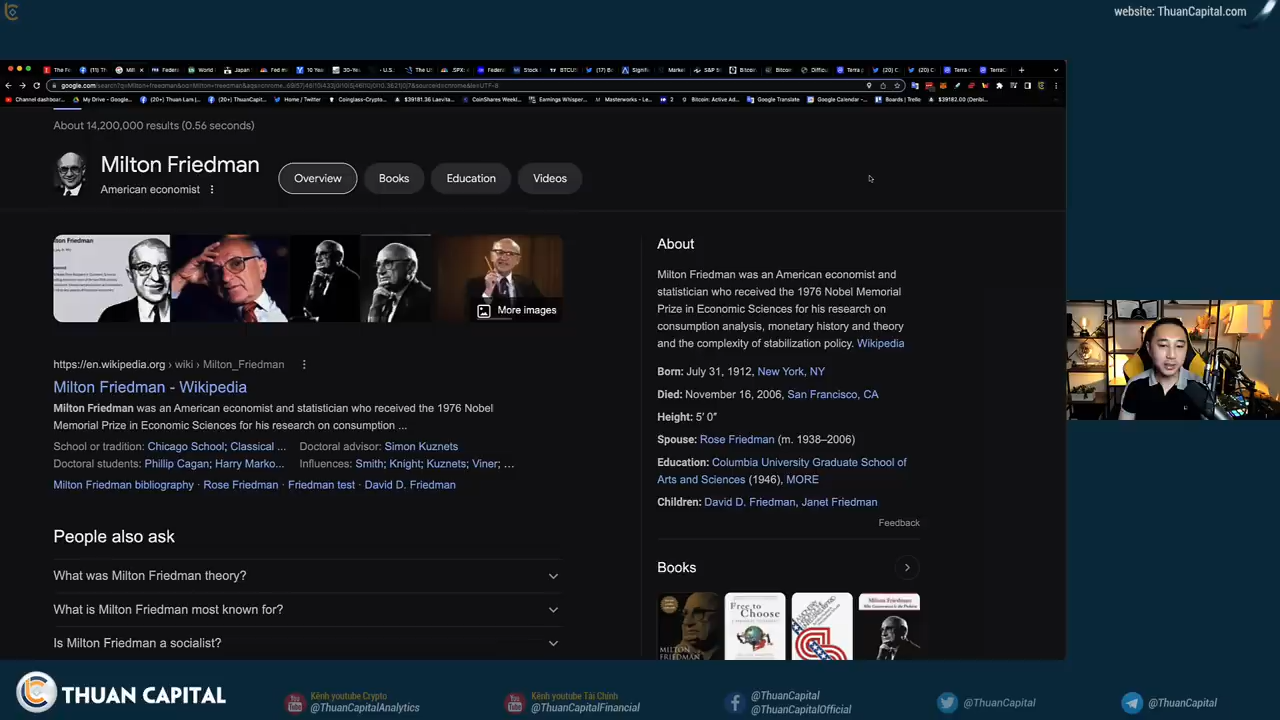 website: ThuanCapital.com
About 14,200,000 results (0.56 seconds)
Milton Friedman
American economist
Overview
Books
Education
Videos
More images
https://en.wikipedia.org › wiki › Milton_Friedman
Milton Friedman - Wikipedia
Milton Friedman was an American economist and statistician who received the 1976 Nobel
Memorial Prize in Economic Sciences for his research on consumption ...
School or tradition: Chicago School; Classical ...
Doctoral advisor: Simon Kuznets
Doctoral students: Phillip Cagan; Harry Marko...
Influences: Smith; Knight; Kuznets; Viner; ...
Milton Friedman bibliography · Rose Friedman · Friedman test · David D. Friedman
People also ask
What was Milton Friedman theory?
What is Milton Friedman most known for?
Is Milton Friedman a socialist?
About
Milton Friedman was an American economist and
statistician who received the 1976 Nobel Memorial
Prize in Economic Sciences for his research on
consumption analysis, monetary history and theory
and the complexity of stabilization policy. Wikipedia
Born: July 31, 1912, New York, NY
Died: November 16, 2006, San Francisco, CA
Height: 5′ 0″
Spouse: Rose Friedman (m. 1938–2006)
Education: Columbia University Graduate School of
Arts and Sciences (1946), MORE
Children: David D. Friedman, Janet Friedman
Feedback
Books
Free to
Choose
MILTON
THUAN CAPITAL
Kênh youtube Crypto
@ThuanCapitalAnalytics
Kênh youtube Tài Chính
@ThuanCapitalFinancial
@ThuanCapital
@ThuanCapitalOfficial
@ThuanCapital
@ThuanCapital